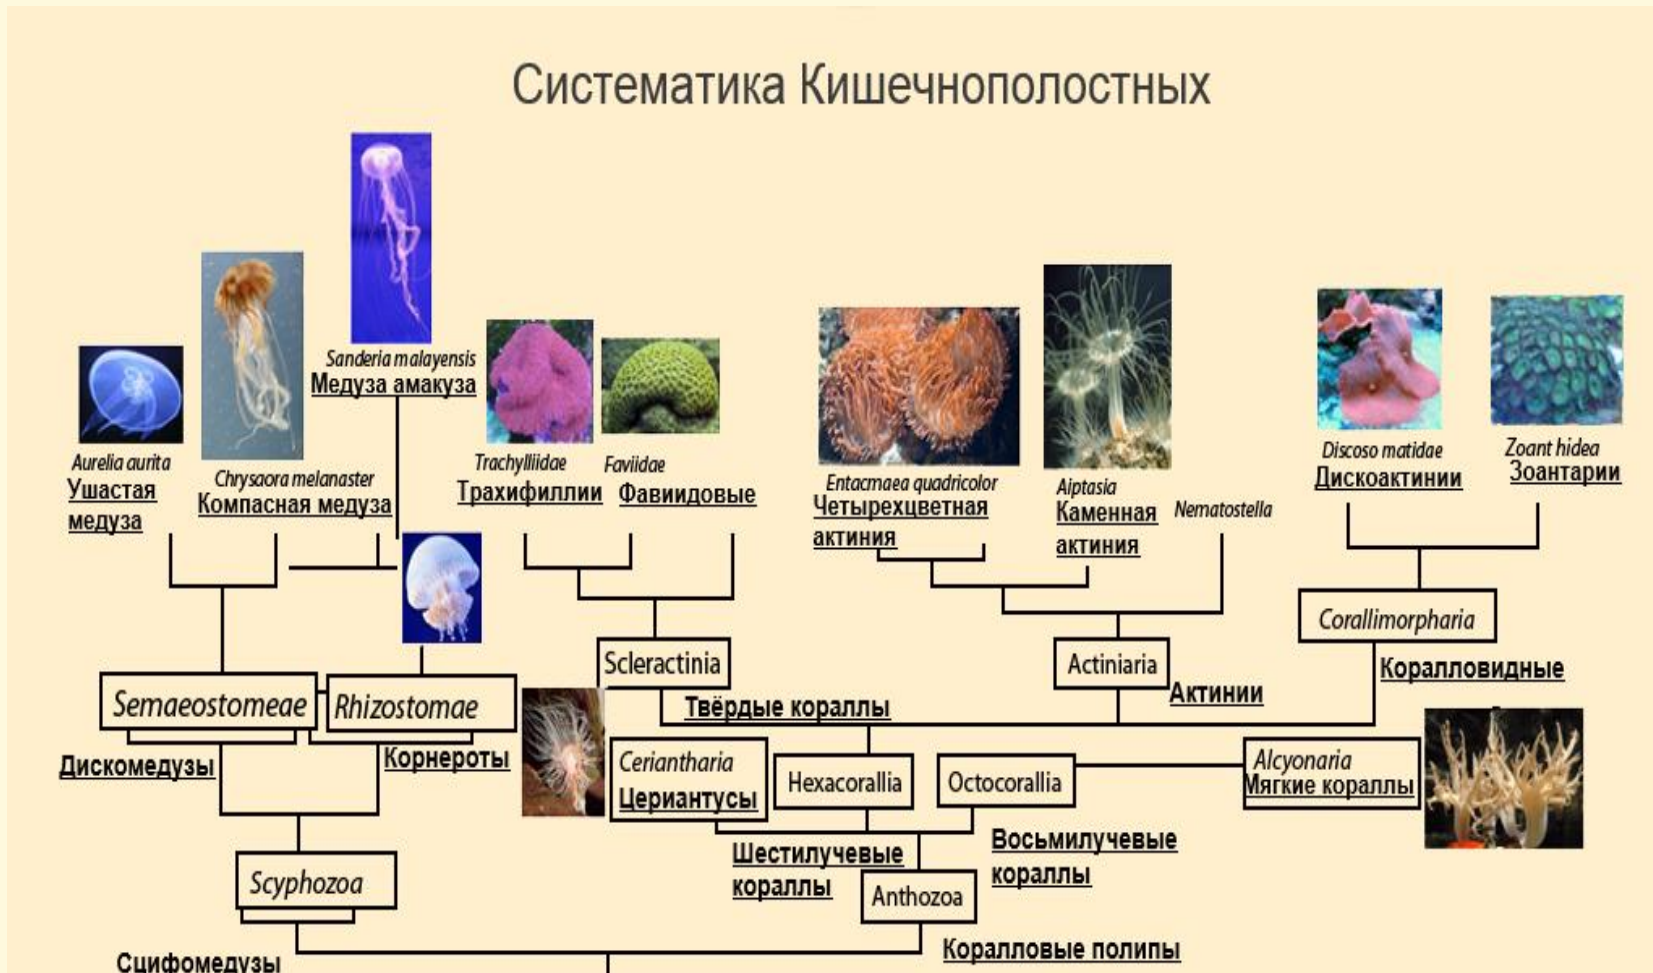 Систематика Кишечнополостных
Sanderia malayensis
Медуза амакуза
Aurelia aurita
Ушастая
медуза
Chrysaora melanaster
Компасная медуза
Trachylliidae
Трахифиллии
Faviidae
Фавиидовые
Entacmaea quadricolor
Четырехцветная
актиния
Aiptasia
Каменная
актиния
Nematostella
Discoso matidae
Дискоактинии
Zoant hidea
Зоантарии
Corallimorpharia
Коралловидные
Scleractinia
Твёрдые кораллы
Actiniaria
Актинии
Semaeostomeae
Rhizostomae
Дискомедузы
Корнероты
Ceriantharia
Цериантусы
Hexacorallia
Octocorallia
Alcyonaria
Мягкие кораллы
Шестилучевые
кораллы
Восьмилучевые
кораллы
Scyphozoa
Anthozoa
Сцифомедузы
Коралловые полипы